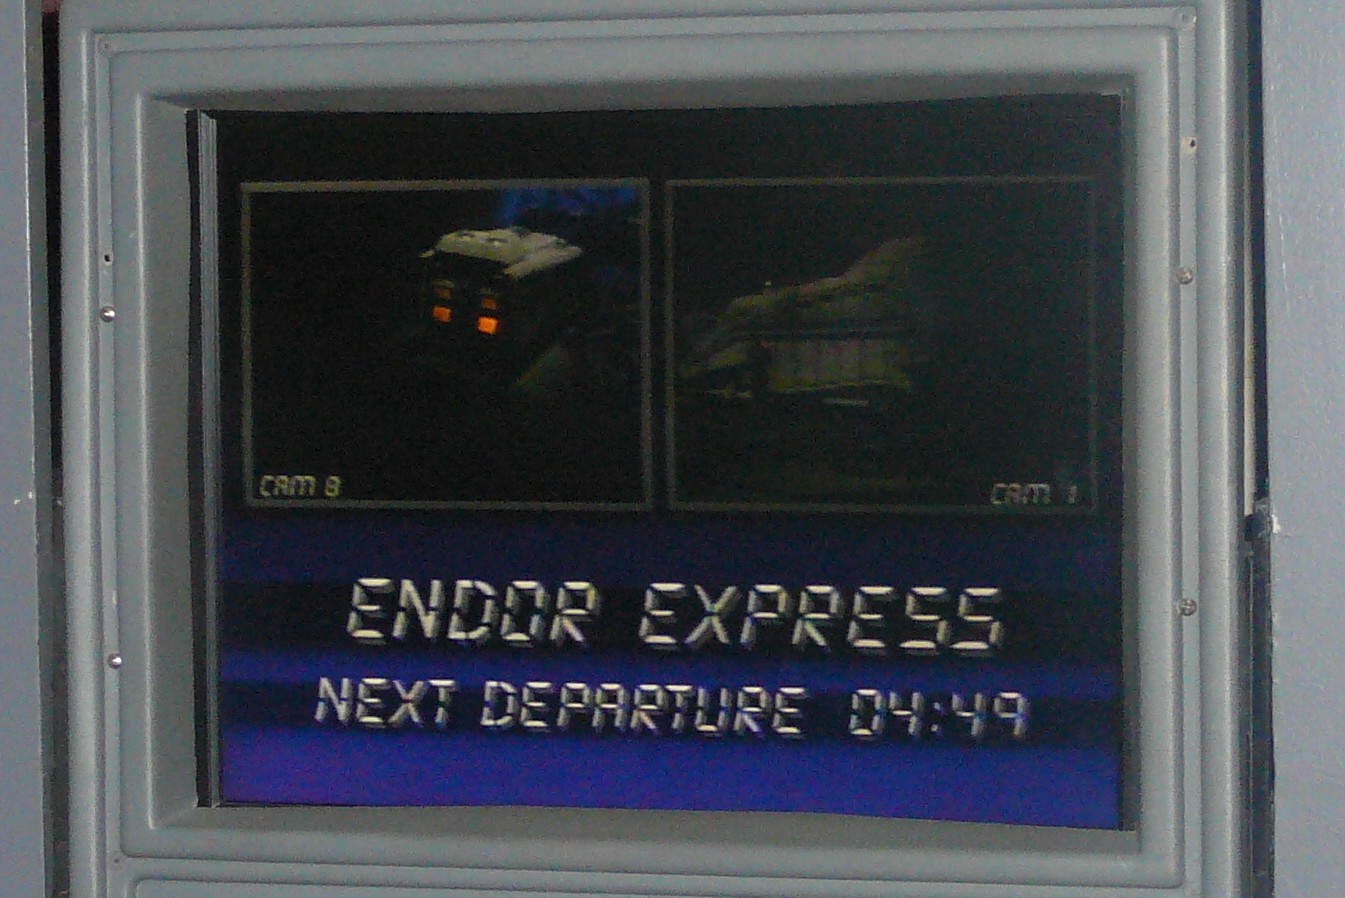 CAM 8
CAM 1
ENDOR EXPRESS
NEXT DEPARTURE 04:49